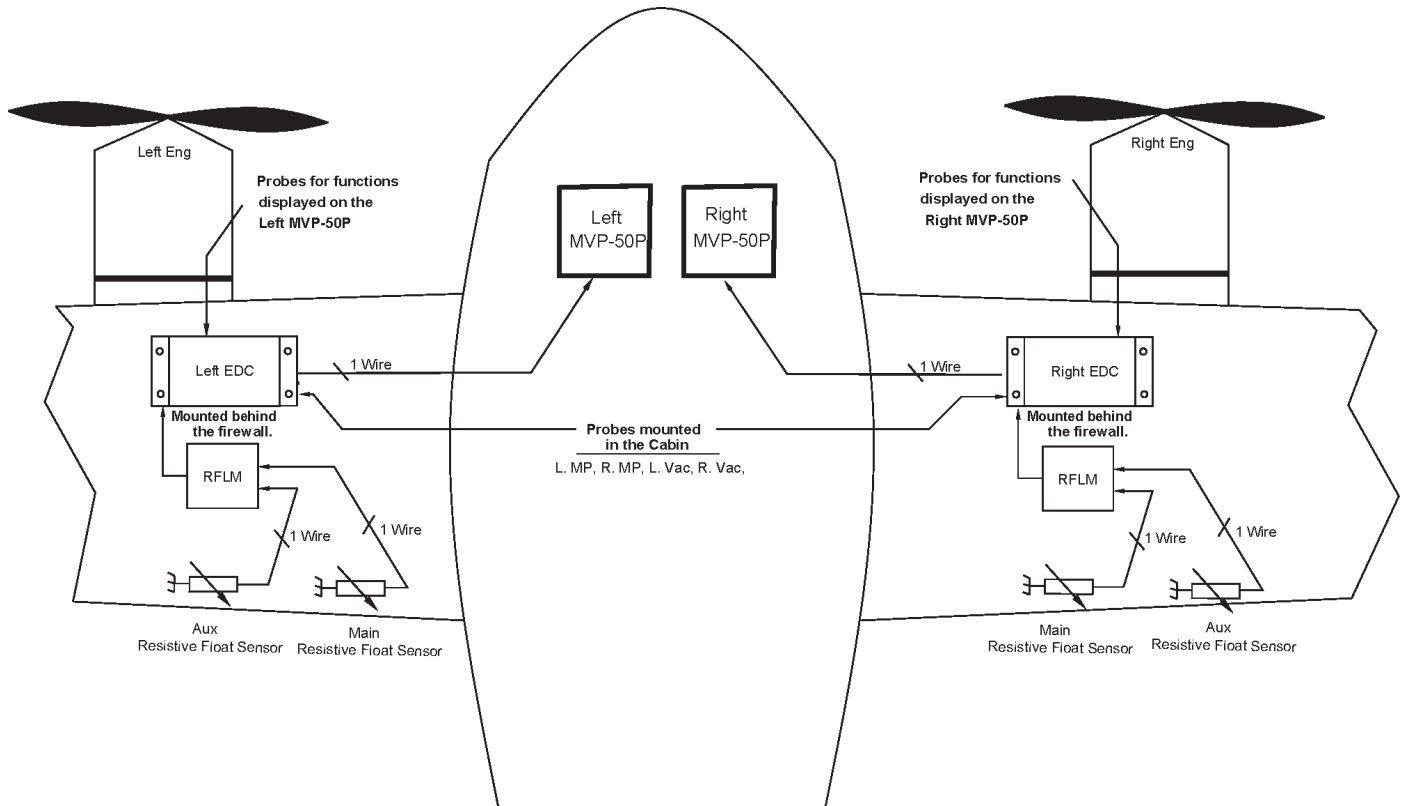 Left Eng
Probes for functions
displayed on the
Left MVP-50P
Left
MVP-50P
Right
MVP-50P
Right Eng
Probes for functions
displayed on the
Right MVP-50P
Left EDC
1 Wire
Mounted behind
the firewall.
RFLM
1 Wire
1 Wire
Aux
Resistive Float Sensor
Main
Resistive Float Sensor
Probes mounted
in the Cabin
L. MP, R. MP, L. Vac, R. Vac,
1 Wire
Right EDC
Mounted behind
the firewall.
RFLM
1 Wire
1 Wire
Main
Resistive Float Sensor
Aux
Resistive Float Sensor